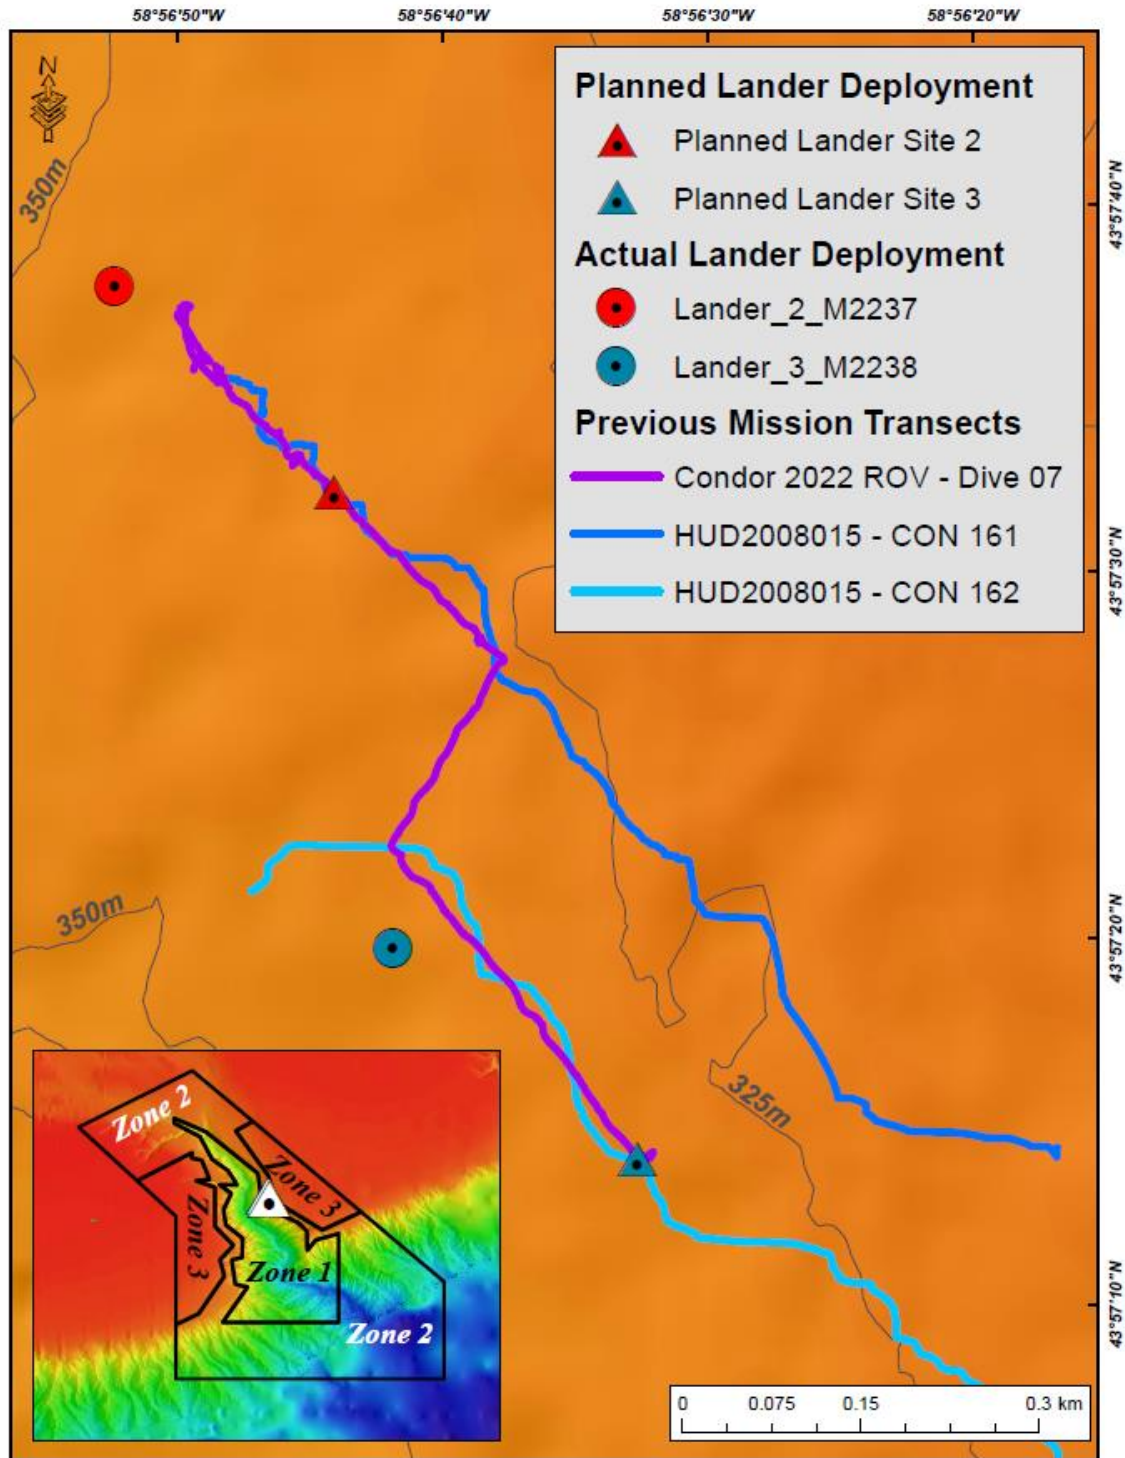 58°56'50"W
58°56'40"W
58°56'30"W
58°56'20"W
N
Planned Lander Deployment
Planned Lander Site 2
Planned Lander Site 3
Actual Lander Deployment
Lander_2_M2237
Lander_3_M2238
Previous Mission Transects
Condor 2022 ROV - Dive 07
HUD2008015 - CON 161
HUD2008015 - CON 162
350m
43°57'40"N
43°57'30"N
350m
43°57'20"N
325m
Zone 2
Zone 3
Zone 3
Zone 1
Zone 2
43°57'10"N
0 0.075 0.15 0.3 km